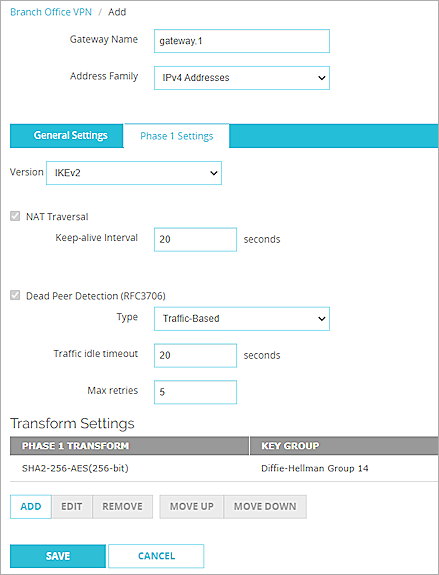 Branch Office VPN / Add
Gateway Name gateway.1
Address Family IPv4 Addresses
General Settings Phase 1 Settings
Version IKEv2
NAT Traversal
Keep-alive Interval 20 seconds
Dead Peer Detection (RFC3706)
Type Traffic-Based
Traffic idle timeout 20 seconds
Max retries 5
Transform Settings
PHASE 1 TRANSFORM KEY GROUP
SHA2-256-AES(256-bit) Diffie-Hellman Group 14
ADD EDIT REMOVE MOVE UP MOVE DOWN
SAVE CANCEL